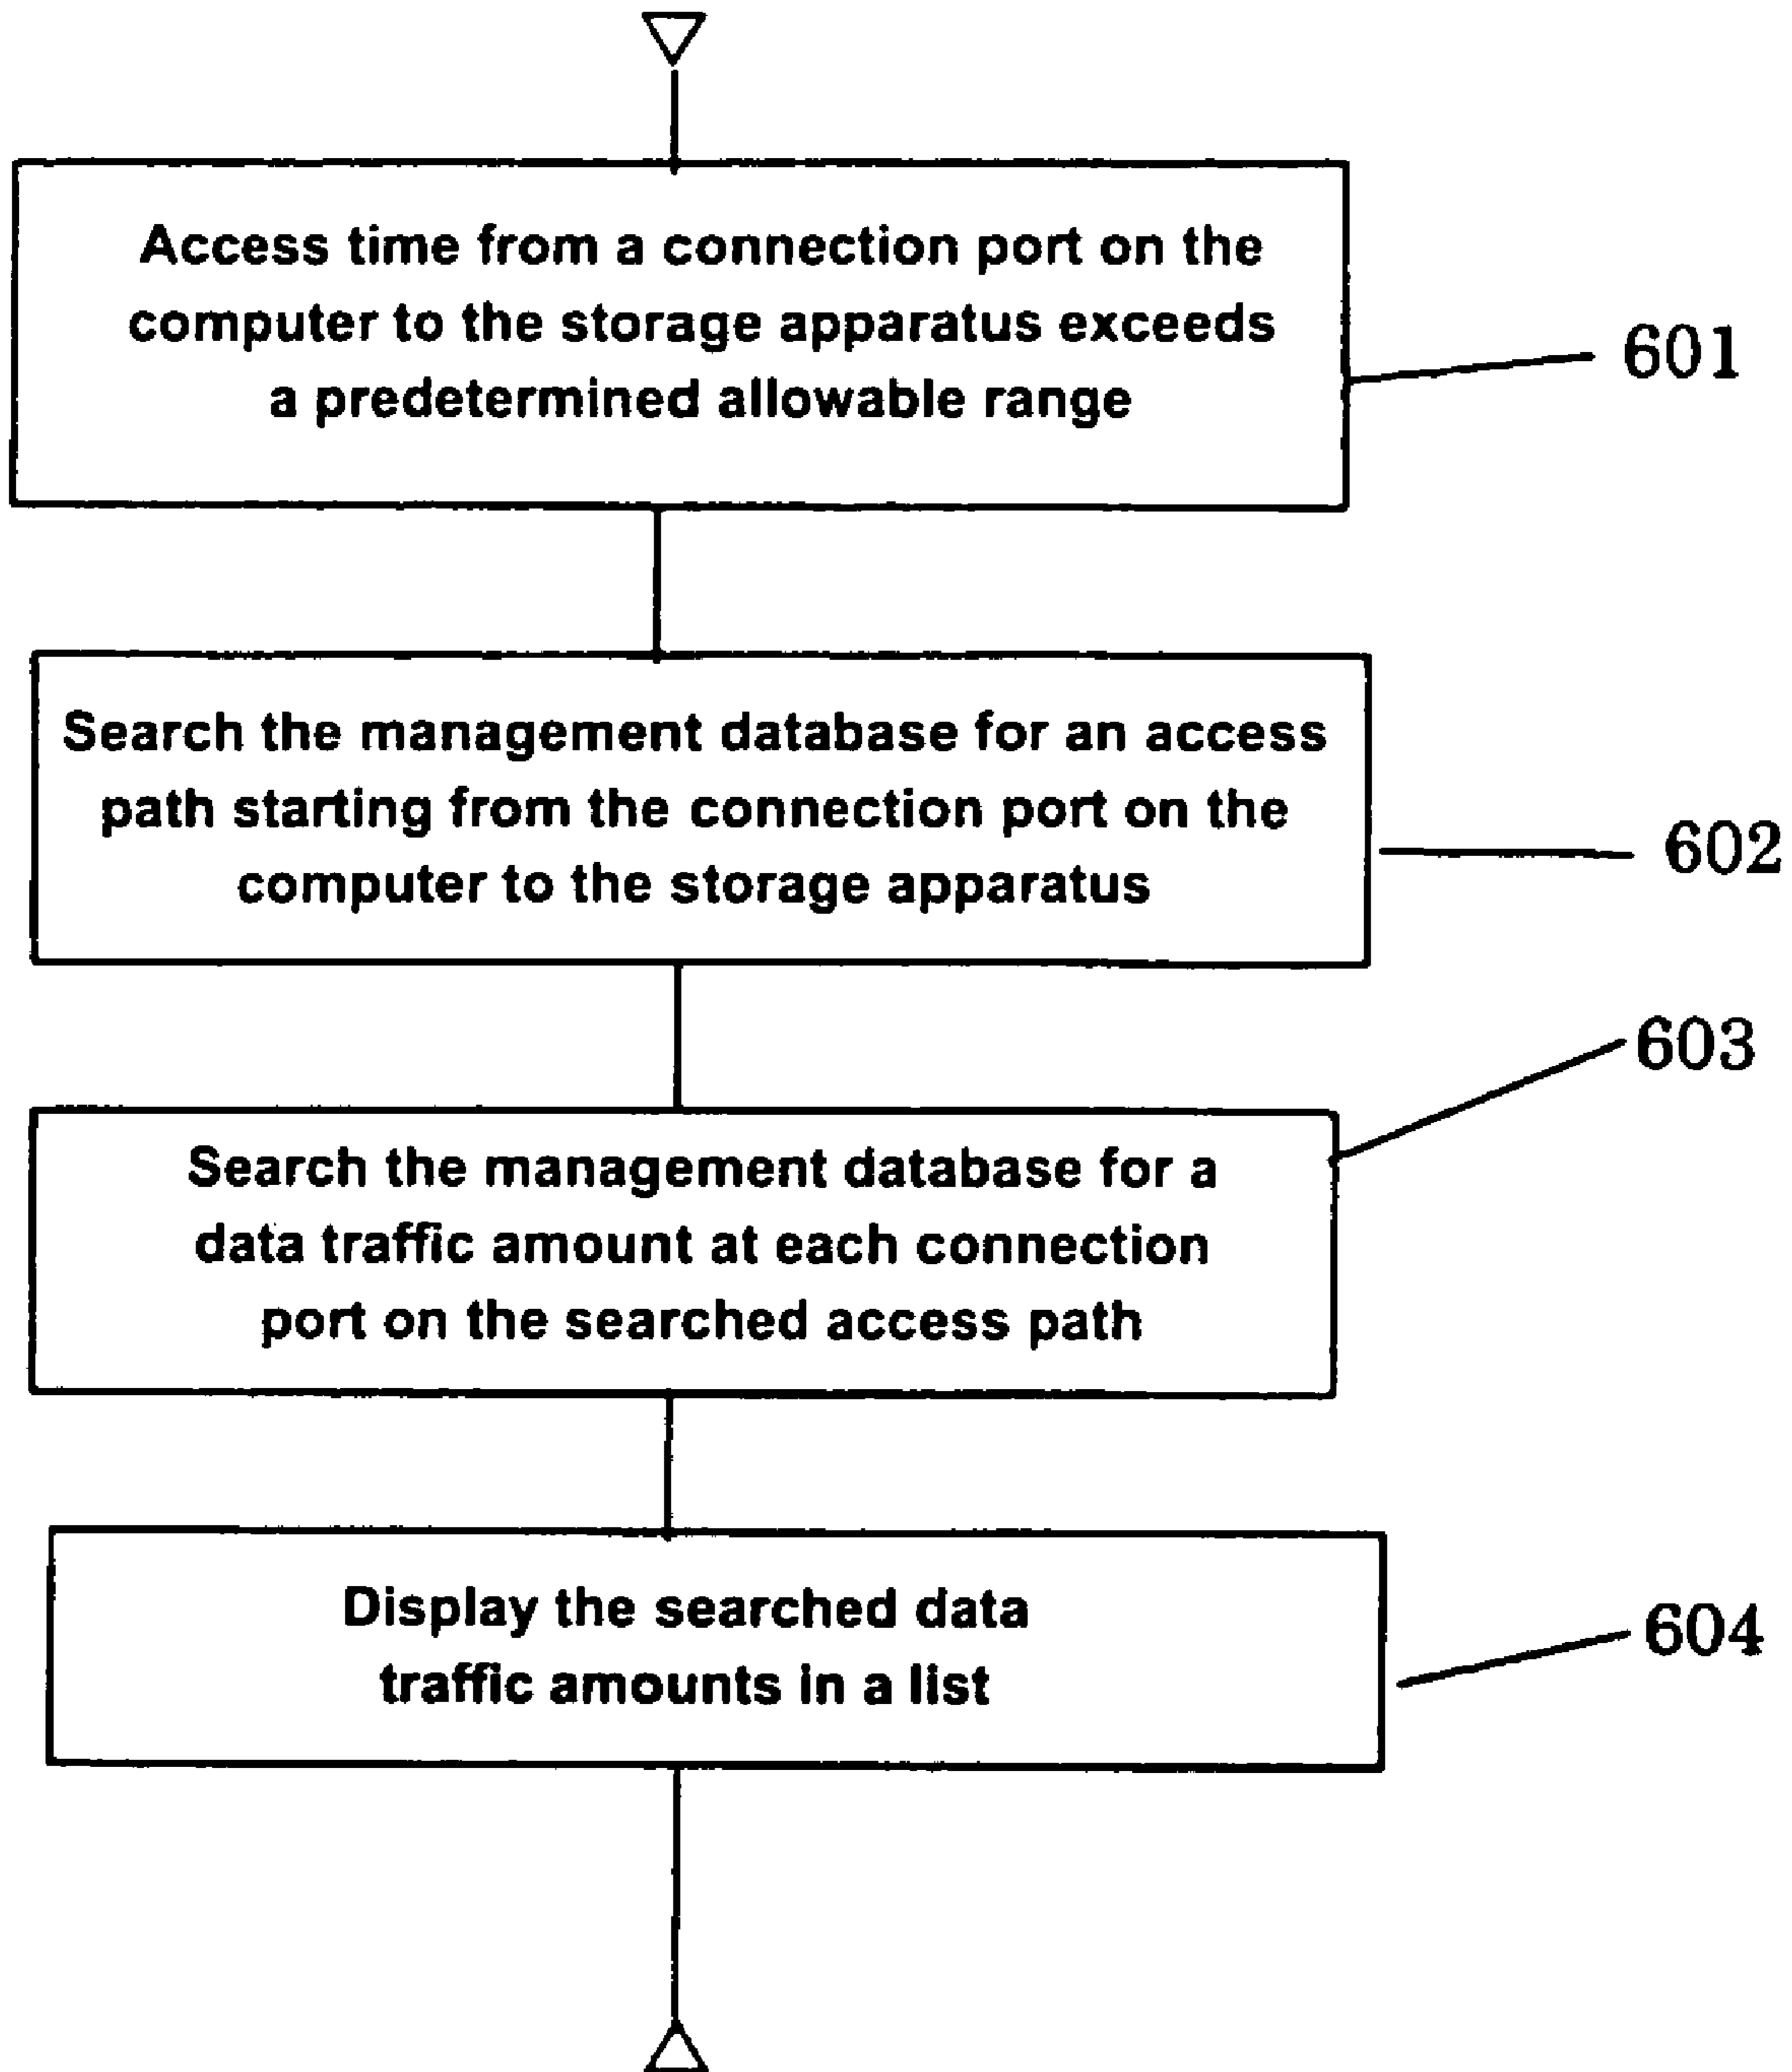 Access time from a connection port on the
computer to the storage apparatus exceeds
a predetermined allowable range
601
Search the management database for an access
path starting from the connection port on the
computer to the storage apparatus
602
603
Search the management database for a
data traffic amount at each connection
port on the searched access path
Display the searched data
traffic amounts in a list
604